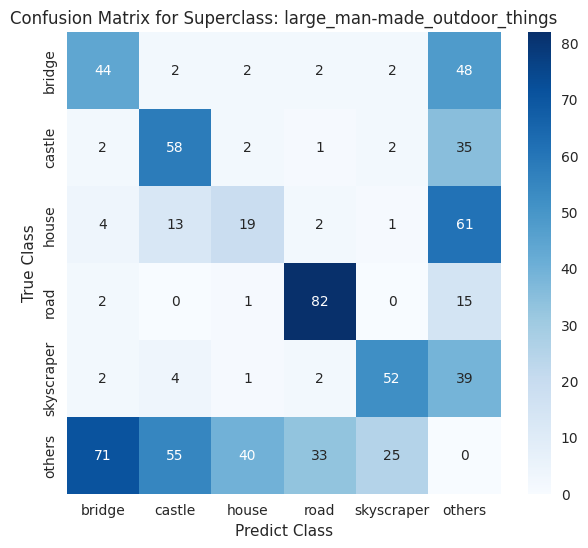 Confusion Matrix for Superclass: large_man-made_outdoor_things
True Class
bridge 44 2 2 2 2 48
castle 2 58 2 1 2 35
house 4 13 19 2 1 61
road 2 0 1 82 0 15
skyscraper 2 4 1 2 52 39
others 71 55 40 33 25 0
bridge castle house road skyscraper others
Predict Class
80
70
60
50
40
30
20
10
0